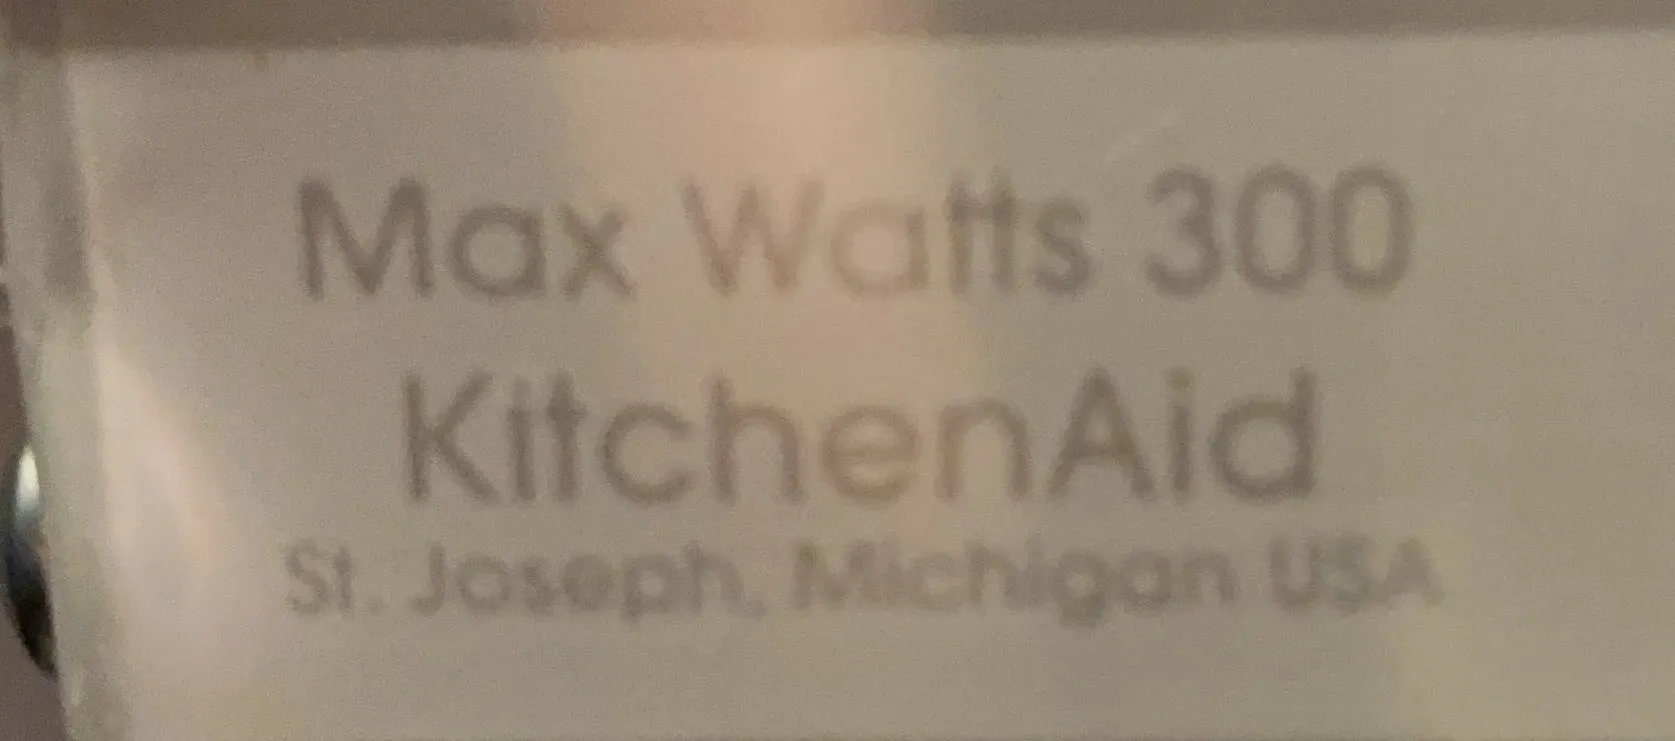 Max Watts 300
KitchenAid
St. Joseph, Michigan USA